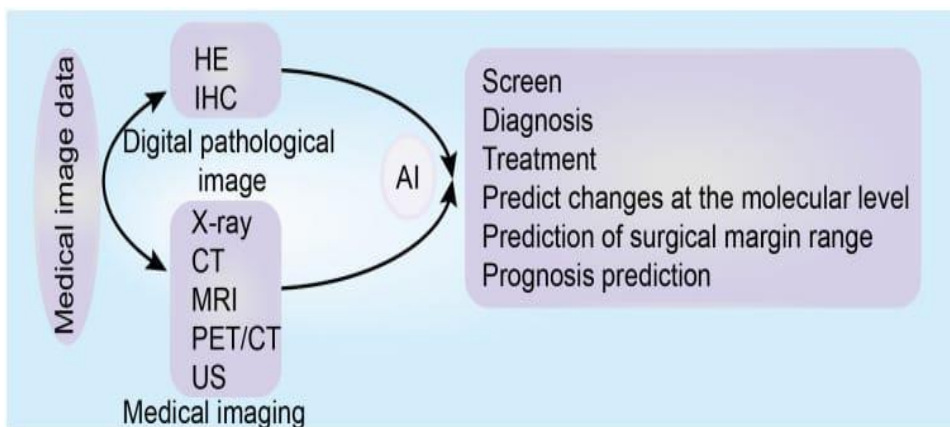 Medical image data
HE
IHC
Digital pathological
image
X-ray
CT
MRI
PET/CT
US
Medical imaging
AI
Screen
Diagnosis
Treatment
Predict changes at the molecular level
Prediction of surgical margin range
Prognosis prediction